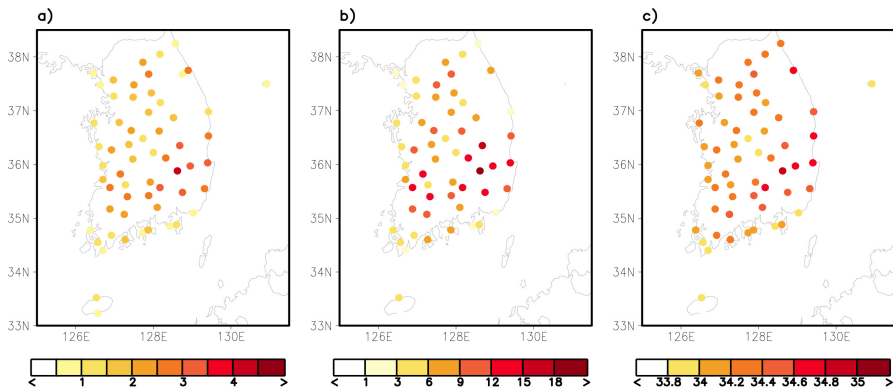 a) b) c)
38N 38N 38N
37N 37N 37N
36N 36N 36N
35N 35N 35N
34N 34N 34N
33N 33N 33N
126E 128E 130E 126E 128E 130E 126E 128E 130E
< 1 2 3 4 > < 1 3 6 9 12 15 18 > < 33.8 34 34.2 34.4 34.6 34.8 35 >